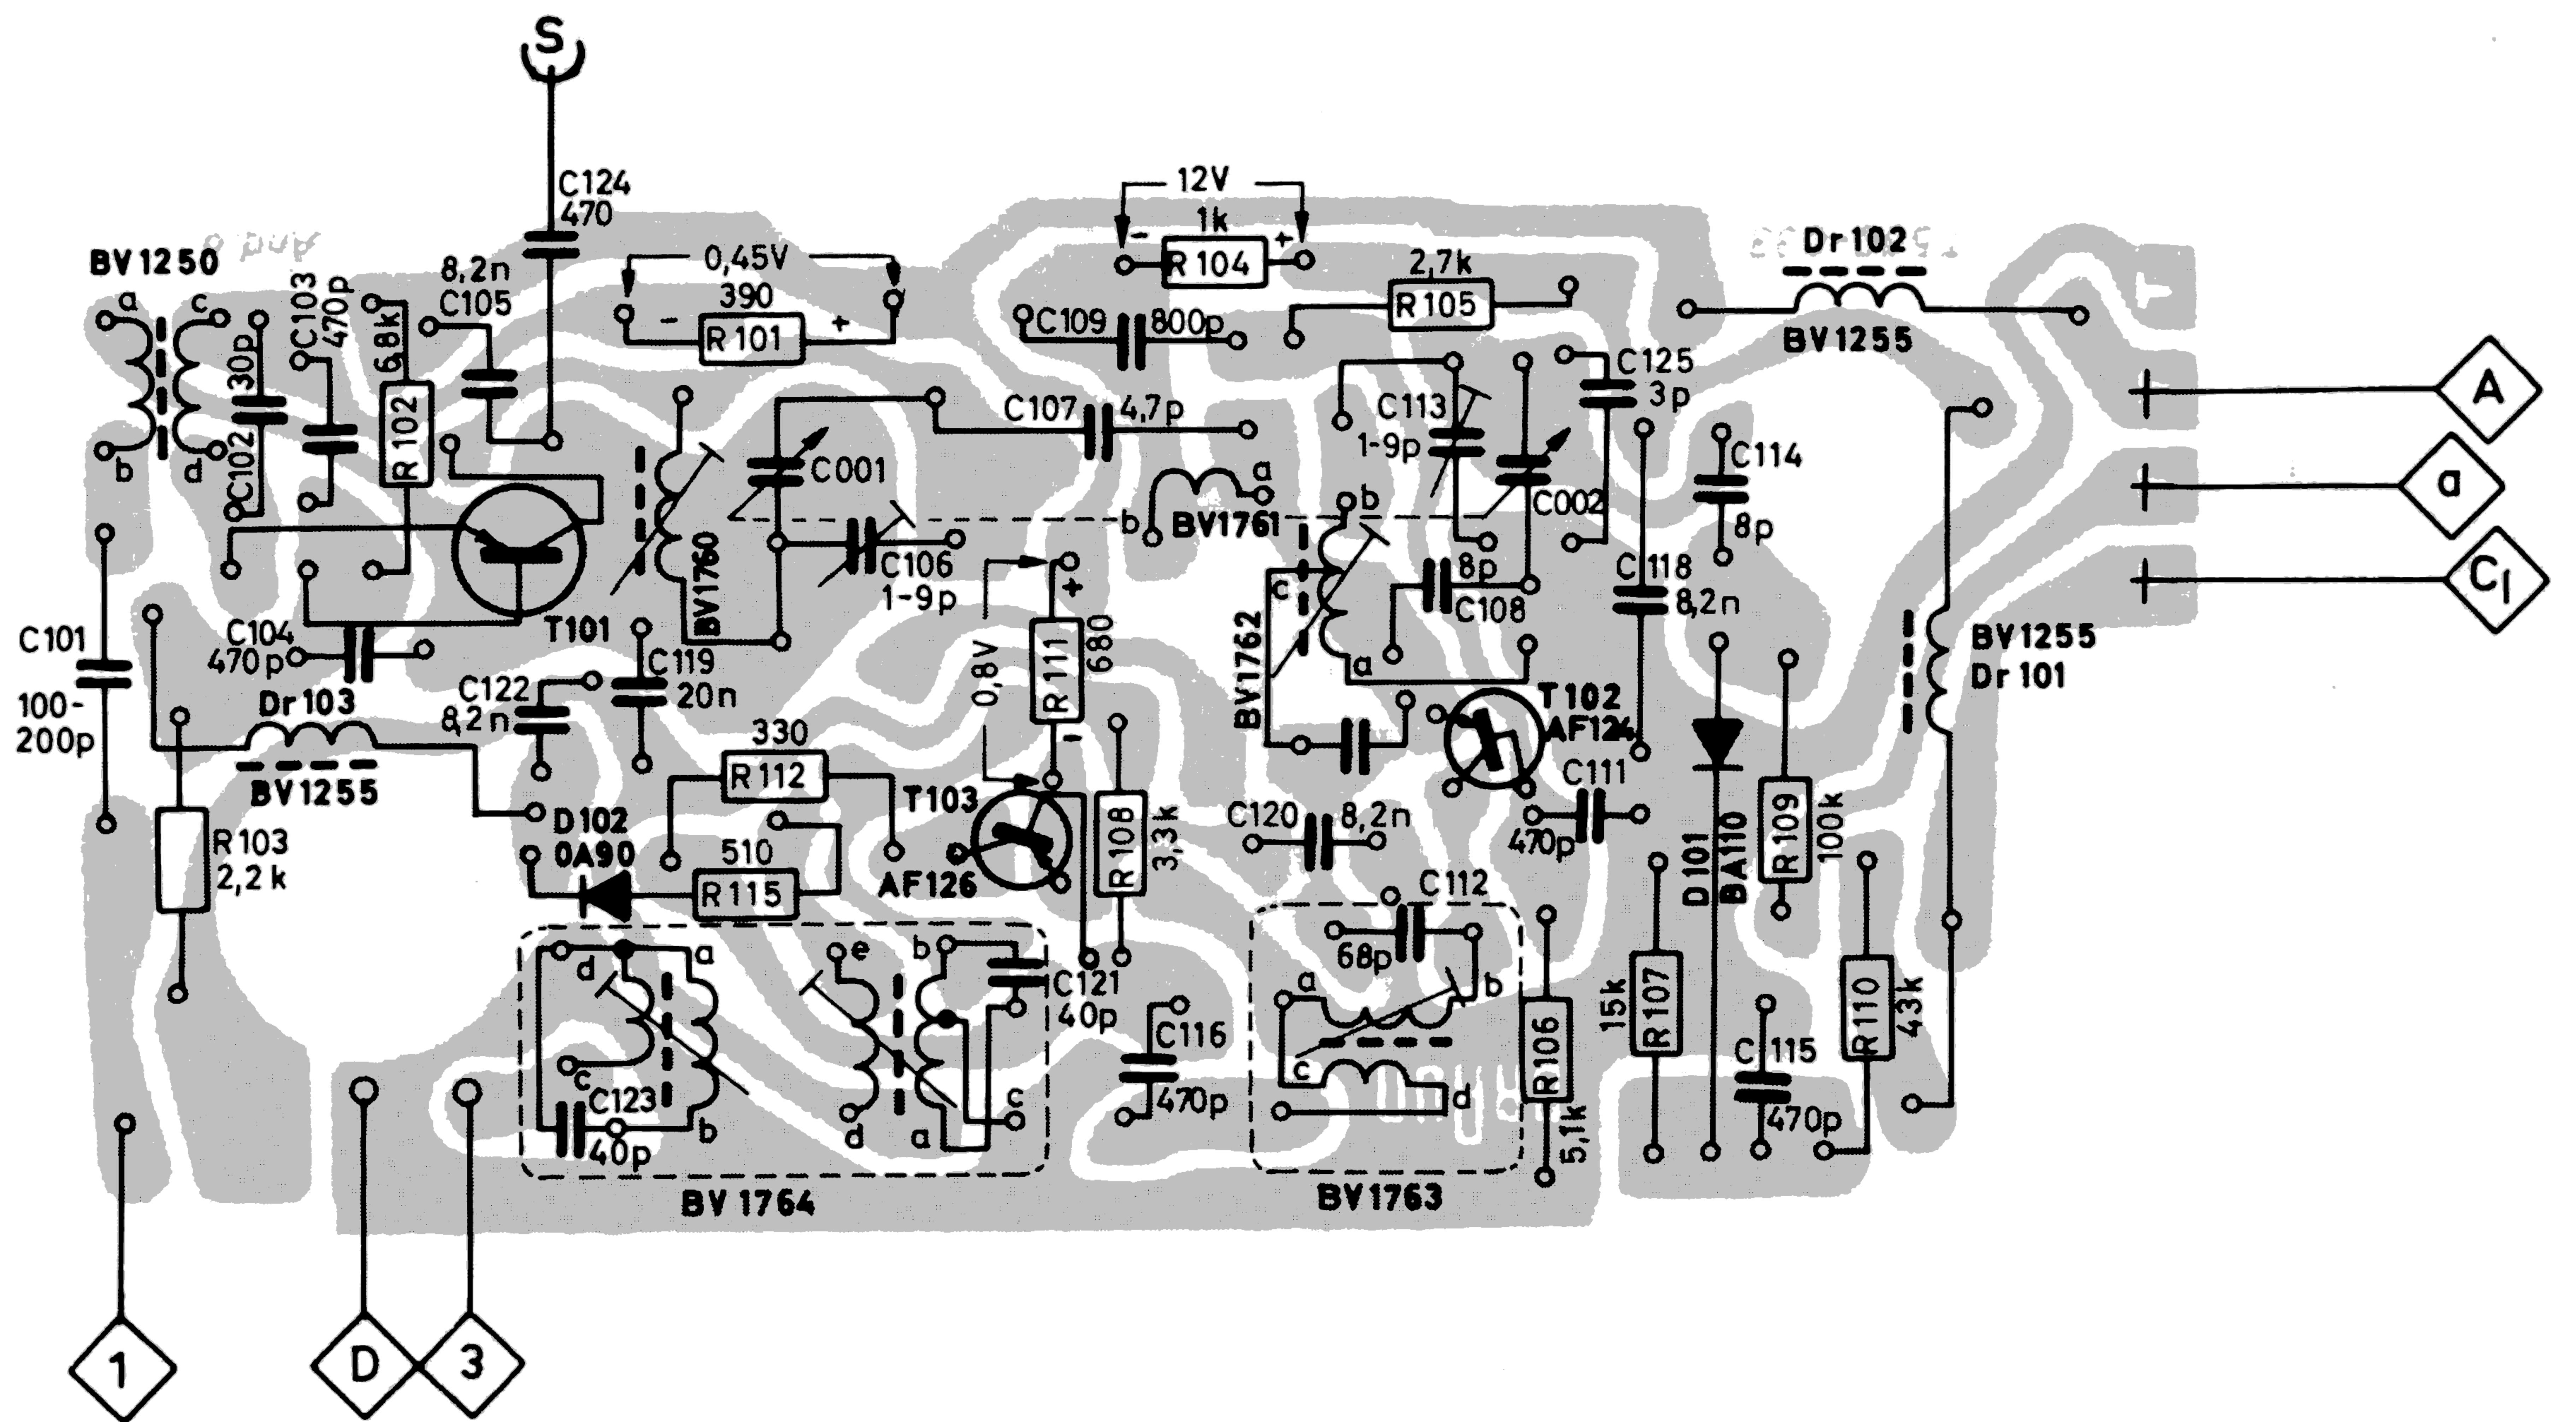 S
C124
470
BV1250
a
c
b
d
C102
30p
C103
470p
6,8k
R102
8,2n
C105
0,45V
390
-
R101
+
12V
1k
-
R104
+
C109
800p
2,7k
R105
Dr102
BV1255
C107
4,7p
C113
1-9p
C125
3p
C001
C002
C114
8p
a
b
BV1761
b
c
a
BV1762
BV1760
C106
1-9p
8p
C108
C118
8,2n
A
a
C1
C101
100-
200p
C104
470p
T101
C119
20n
C122
8,2n
Dr103
BV1255
0,8V
+
R111
680
-
T102
AF124
BV1255
Dr101
R103
2,2k
330
R112
T103
AF126
R108
3,3k
C120
8,2n
C111
470p
D101
BA110
R109
100k
D102
0A90
510
R115
C112
68p
a
b
c
d
BV1763
d
a
c
b
C123
40p
e
b
d
a
c
C121
40p
BV1764
C116
470p
R106
5,1k
15k
R107
C115
470p
R110
43k
1
D
3